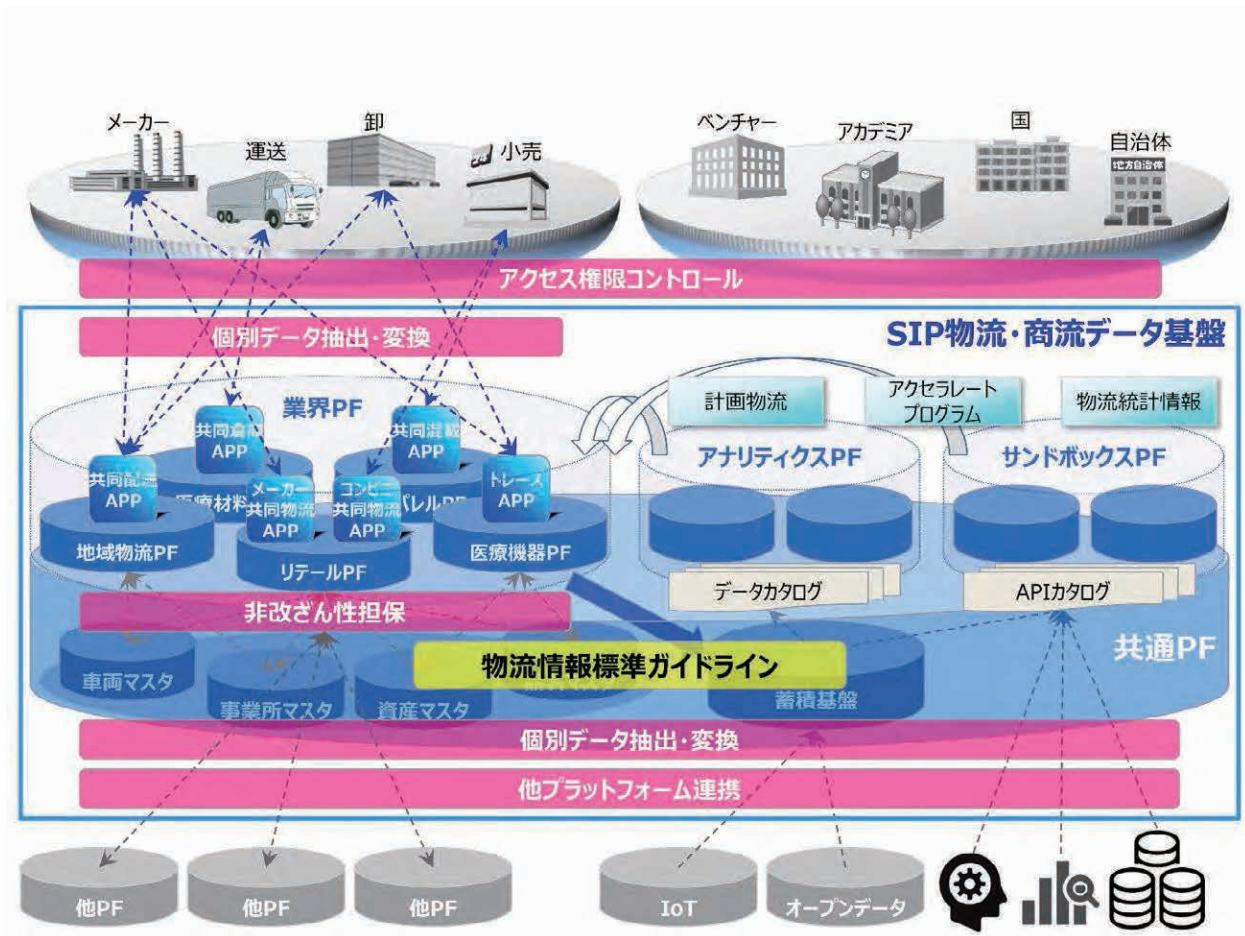 メーカー
運送
卸
小売
ベンチャー
アカデミア
国
自治体
地方自治体
アクセス権限コントロール
個別データ抽出・変換
SIP物流・商流データ基盤
業界PF
計画物流
アクセラレート
プログラム
物流統計情報
共同倉庫
APP
共同混載
APP
アナリティクスPF
サンドボックスPF
共同配送
APP
医療材料
メーカー
共同物流
APP
コンビニ
共同物流
APP
パレルPF
トレース
APP
地域物流PF
リテールPF
医療機器PF
データカタログ
APIカタログ
非改ざん性担保
共通PF
物流情報標準ガイドライン
車両マスタ
事業所マスタ
資産マスタ
マスタ
蓄積基盤
個別データ抽出・変換
他プラットフォーム連携
他PF
他PF
他PF
IoT
オープンデータ